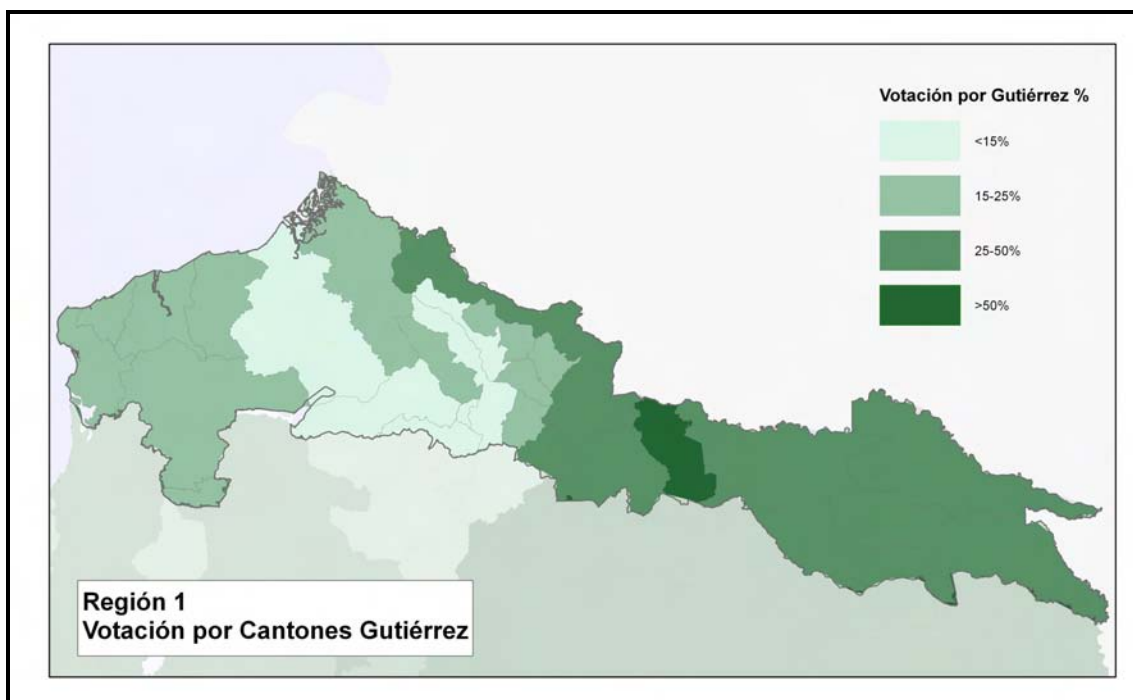 Votación por Gutiérrez %
<15%
15-25%
25-50%
>50%
Región 1
Votación por Cantones Gutiérrez